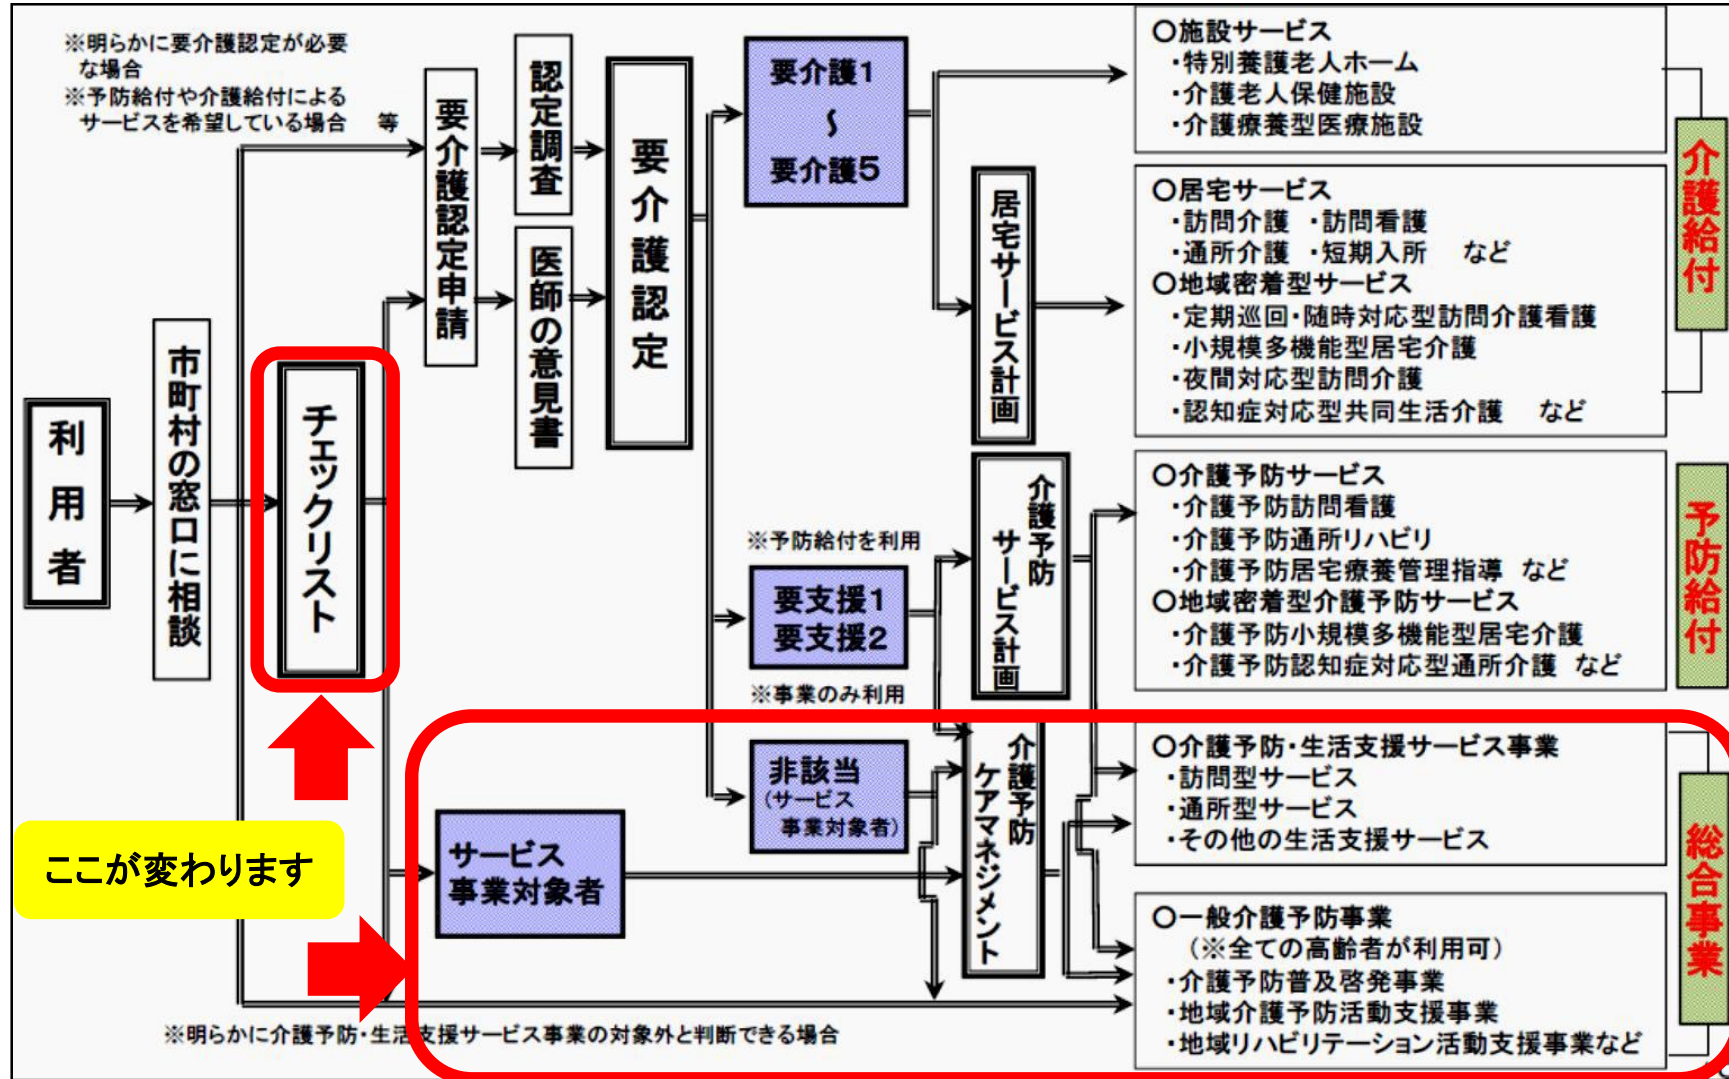 ※明らかに要介護認定が必要
な場合
※予防給付や介護給付による
サービスを希望している場合　等
利用者
市町村の窓口に相談
チェックリスト
要介護認定申請
認定調査
医師の意見書
要介護認定
要介護1
〜
要介護5
※予防給付を利用
要支援1
要支援2
※事業のみ利用
非該当
(サービス
事業対象者)
サービス
事業対象者
居宅サービス計画
介護予防
サービス計画
介護予防
ケアマネジメント
〇施設サービス
・特別養護老人ホーム
・介護老人保健施設
・介護療養型医療施設
〇居宅サービス
・訪問介護　・訪問看護
・通所介護　・短期入所　など
〇地域密着型サービス
・定期巡回・随時対応型訪問介護看護
・小規模多機能型居宅介護
・夜間対応型訪問介護
・認知症対応型共同生活介護　など
介護給付
〇介護予防サービス
・介護予防訪問看護
・介護予防通所リハビリ
・介護予防居宅療養管理指導　など
〇地域密着型介護予防サービス
・介護予防小規模多機能型居宅介護
・介護予防認知症対応型通所介護　など
予防給付
〇介護予防・生活支援サービス事業
・訪問型サービス
・通所型サービス
・その他の生活支援サービス
〇一般介護予防事業
(※全ての高齢者が利用可)
・介護予防普及啓発事業
・地域介護予防活動支援事業
・地域リハビリテーション活動支援事業など
総合事業
ここが変わります
※明らかに介護予防・生活支援サービス事業の対象外と判断できる場合